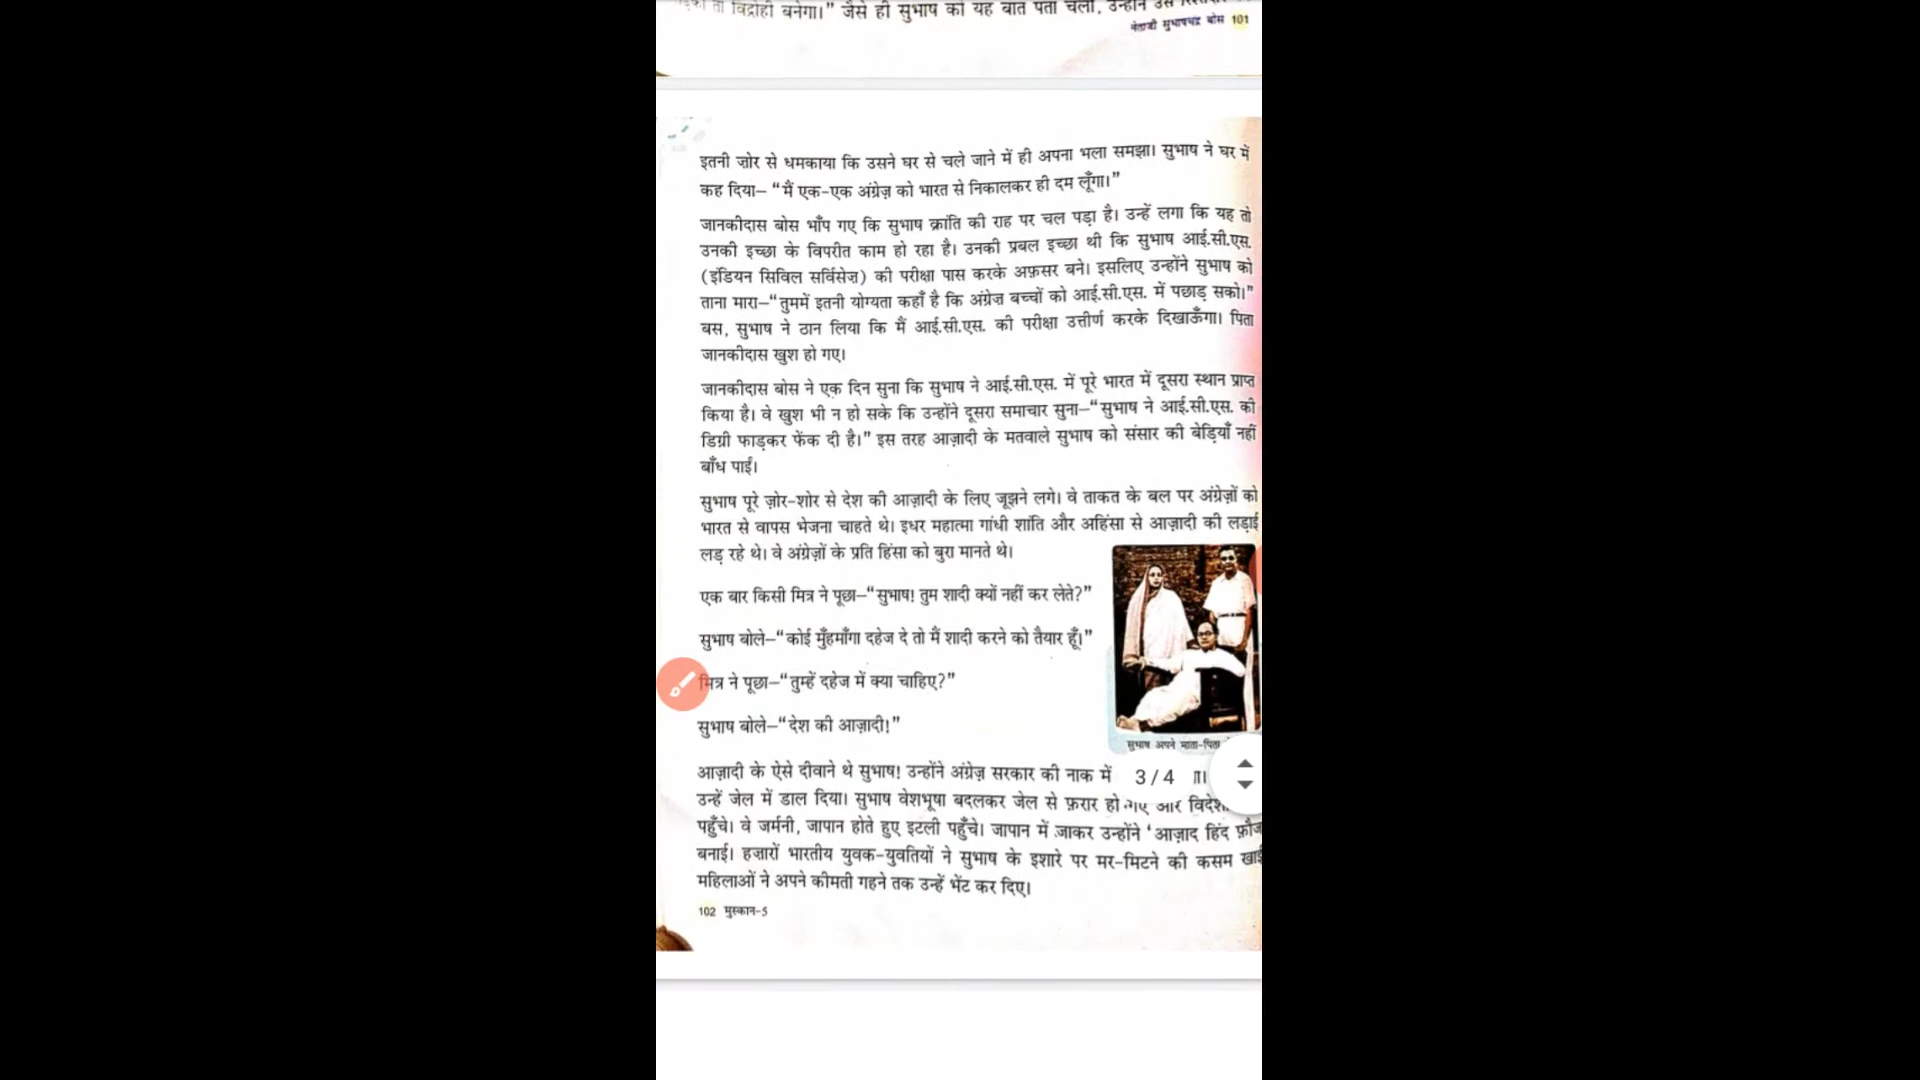 विद्रोही बनेगा।” जैसे ही सुभाष को यह बात पता चली, उन्होंने उस
नेताजी सुभाषचंद्र बोस 101
इतनी ज़ोर से धमकाया कि उसने घर से चले जाने में ही अपना भला समझा। सुभाष ने घर में
कह दिया– “मैं एक-एक अंग्रेज़ को भारत से निकालकर ही दम लूँगा।”
जानकीदास बोस भाँप गए कि सुभाष क्रांति की राह पर चल पड़ा है। उन्हें लगा कि यह तो
उनकी इच्छा के विपरीत काम हो रहा है। उनकी प्रबल इच्छा थी कि सुभाष आई.सी.एस.
(इंडियन सिविल सर्विसेज़) की परीक्षा पास करके अफ़सर बने। इसलिए उन्होंने सुभाष को
ताना मारा–“तुममें इतनी योग्यता कहाँ है कि अंग्रेज़ बच्चों को आई.सी.एस. में पछाड़ सको।”
बस, सुभाष ने ठान लिया कि मैं आई.सी.एस. की परीक्षा उत्तीर्ण करके दिखाऊँगा। पिता
जानकीदास खुश हो गए।
जानकीदास बोस ने एक दिन सुना कि सुभाष ने आई.सी.एस. में पूरे भारत में दूसरा स्थान प्राप्त
किया है। वे खुश भी न हो सके कि उन्होंने दूसरा समाचार सुना–“सुभाष ने आई.सी.एस. की
डिग्री फाड़कर फेंक दी है।” इस तरह आज़ादी के मतवाले सुभाष को संसार की बेड़ियाँ नहीं
बाँध पाईं।
सुभाष पूरे ज़ोर-शोर से देश की आज़ादी के लिए जूझने लगे। वे ताकत के बल पर अंग्रेज़ों को
भारत से वापस भेजना चाहते थे। इधर महात्मा गांधी शांति और अहिंसा से आज़ादी की लड़ाई
लड़ रहे थे। वे अंग्रेज़ों के प्रति हिंसा को बुरा मानते थे।
एक बार किसी मित्र ने पूछा–“सुभाष! तुम शादी क्यों नहीं कर लेते?”
सुभाष बोले–“कोई मुँहमाँगा दहेज दे तो मैं शादी करने को तैयार हूँ।”
मित्र ने पूछा–“तुम्हें दहेज में क्या चाहिए?”
सुभाष बोले–“देश की आज़ादी!”
सुभाष अपने माता-पिता
आज़ादी के ऐसे दीवाने थे सुभाष! उन्होंने अंग्रेज़ सरकार की नाक में
3/4
उन्हें जेल में डाल दिया। सुभाष वेशभूषा बदलकर जेल से फ़रार हो गए और
पहुँचे। वे जर्मनी, जापान होते हुए इटली पहुँचे। जापान में जाकर उन्होंने ‘आज़ाद हिंद फ़ौज
बनाई। हजारों भारतीय युवक-युवतियों ने सुभाष के इशारे पर मर-मिटने की कसम खाई
महिलाओं ने अपने कीमती गहने तक उन्हें भेंट कर दिए।
102 मुस्कान-5